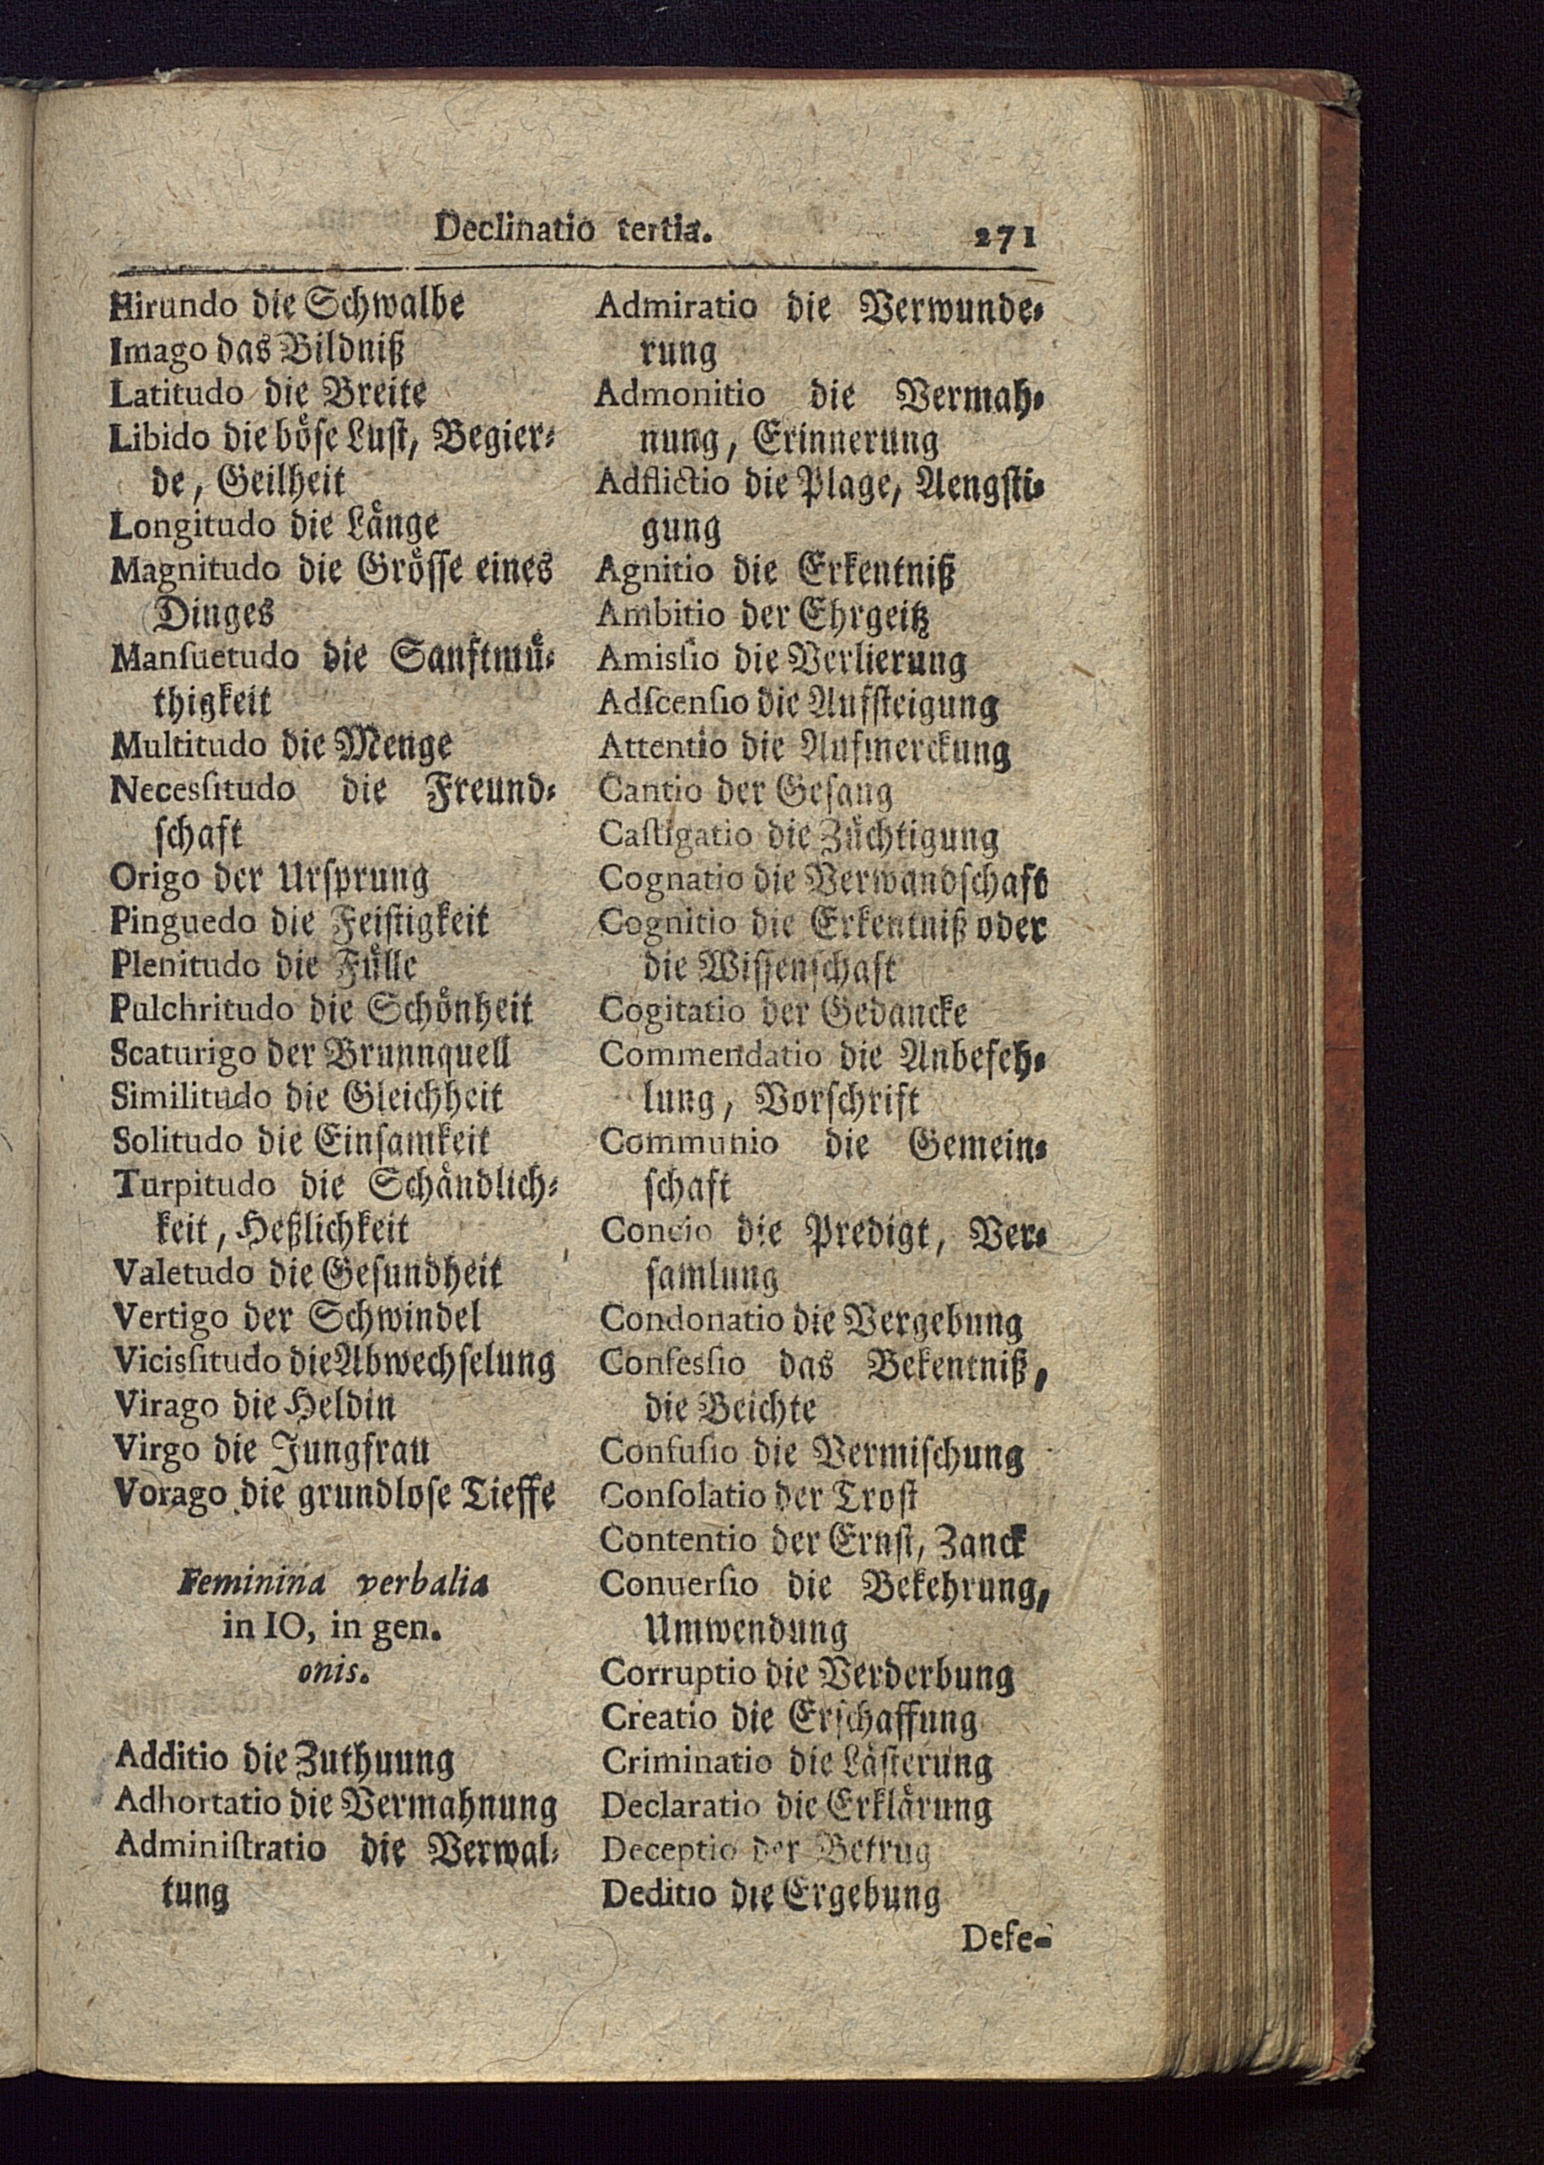 Declinatio tertia. 271
Hirundo die Schwalbe
Imago das Bildniß
Latitudo die Breite
Libido die böſe Luſt, Begier⸗
de, Geilheit
Longitudo die Länge
Magnitudo die Gröſſe eines
Dinges
Manſuetudo die Sanftmü⸗
thigkeit
Multitudo die Menge
Necesſitudo die Freund⸗
ſchaft
Origo der Urſprung
Pinguedo die Feiſtigkeit
Plenitudo die Fülle
Pulchritudo die Schönheit
Scaturigo der Brunnquell
Similitudo die Gleichheit
Solitudo die Einſamkeit
Turpitudo die Schändlich⸗
keit, Heßlichkeit
Valetudo die Geſundheit
Vertigo der Schwindel
Vicisſitudo die Abwechſelung
Virago die Heldin
Virgo die Jungfrau
Vorago die grundloſe Tieffe
Feminina verbalia
in IO, in gen.
onis.
Additio die Zuthuung
Adhortatio die Vermahnung
Adminiſtratio die Verwal⸗
tung
Admiratio die Verwunde⸗
rung
Admonitio die Vermah⸗
nung, Erinnerung
Adflictio die Plage, Aengſti⸗
gung
Agnitio die Erkentniß
Ambitio der Ehrgeitz
Amisſio die Verlierung
Adſcenſio die Aufſteigung
Attentio die Aufmerckung
Cantio der Geſang
Caſtigatio die Züchtigung
Cognatio die Verwandſchaft
Cognitio die Erkentniß oder
die Wiſſenſchaft
Cogitatio der Gedancke
Commendatio die Anbefeh⸗
lung, Vorſchrift
Communio die Gemein⸗
ſchaft
Concio die Predigt, Ver⸗
ſamlung
Condonatio die Vergebung
Confesſio das Bekentniß,
die Beichte
Confuſio die Vermiſchung
Conſolatio der Troſt
Contentio der Ernſt, Zanck
Conuerſio die Bekehrung,
Umwendung
Corruptio die Verderbung
Creatio die Erſchaffung
Criminatio die Läſterung
Declaratio die Erklärung
Deceptio der Betrug
Deditio die Ergebung
Defe-